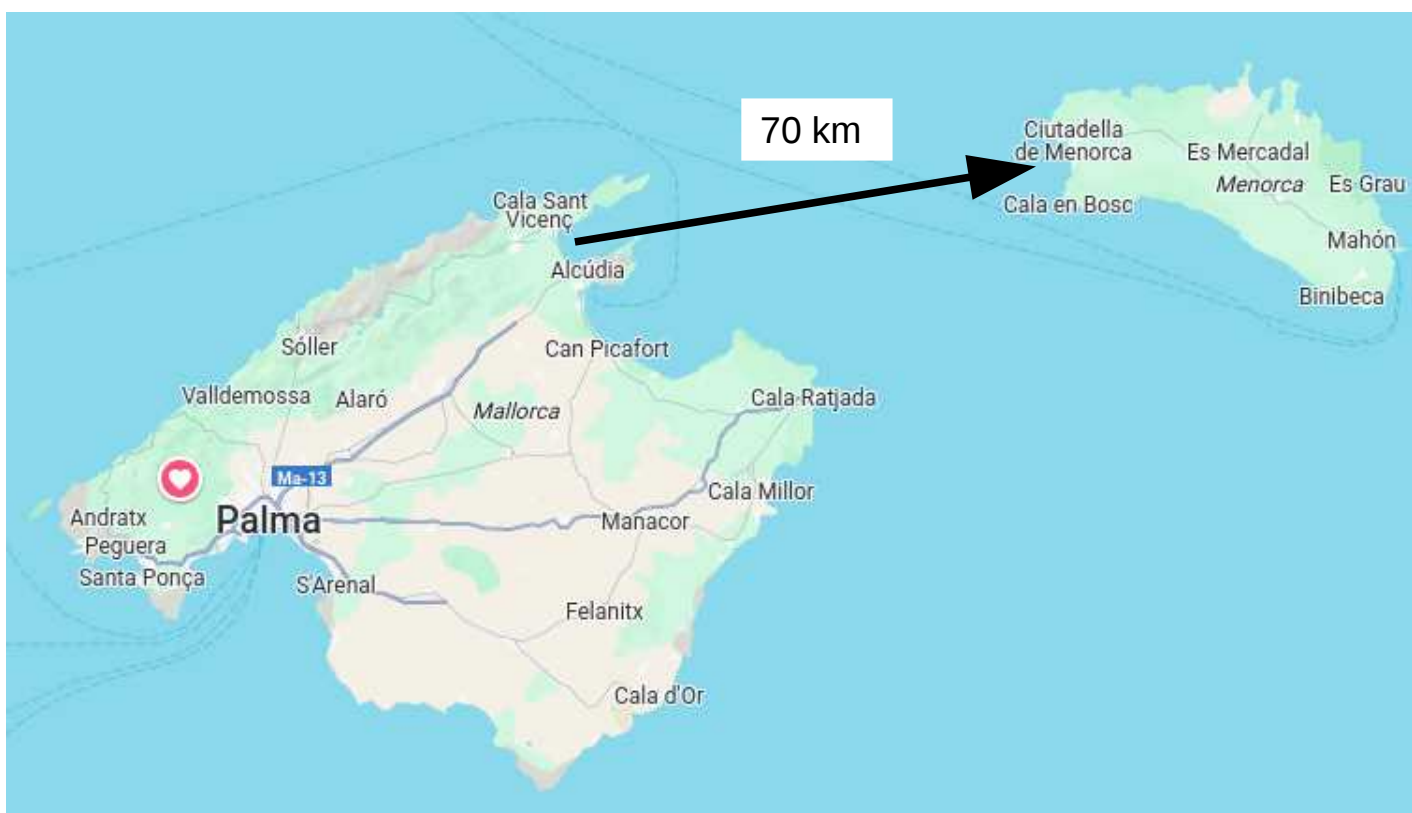 70 km
Ciutadella
de Menorca
Es Mercadal
Menorca
Es Grau
Cala en Bosc
Mahón
Binibeca
Cala Sant
Vicenç
Alcúdia
Sóller
Can Picafort
Valldemossa
Alaró
Mallorca
Cala Ratjada
Ma-13
Cala Millor
Andratx
Palma
Manacor
Peguera
Santa Ponça
S'Arenal
Felanitx
Cala d'Or